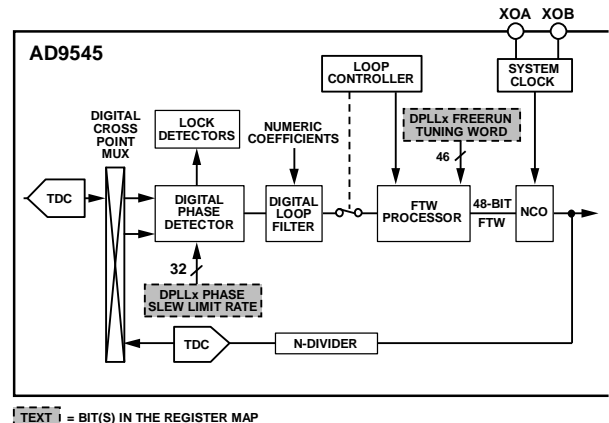 XOA XOB
AD9545
LOOP
CONTROLLER
SYSTEM
CLOCK
DIGITAL
CROSS
POINT
MUX
LOCK
DETECTORS
NUMERIC
COEFFICIENTS
DPLLx FREERUN
TUNING WORD
46
TDC
DIGITAL
PHASE
DETECTOR
DIGITAL
LOOP
FILTER
FTW
PROCESSOR
48-BIT
FTW
NCO
32
DPLLx PHASE
SLEW LIMIT RATE
TDC
N-DIVIDER
TEXT = BIT(S) IN THE REGISTER MAP